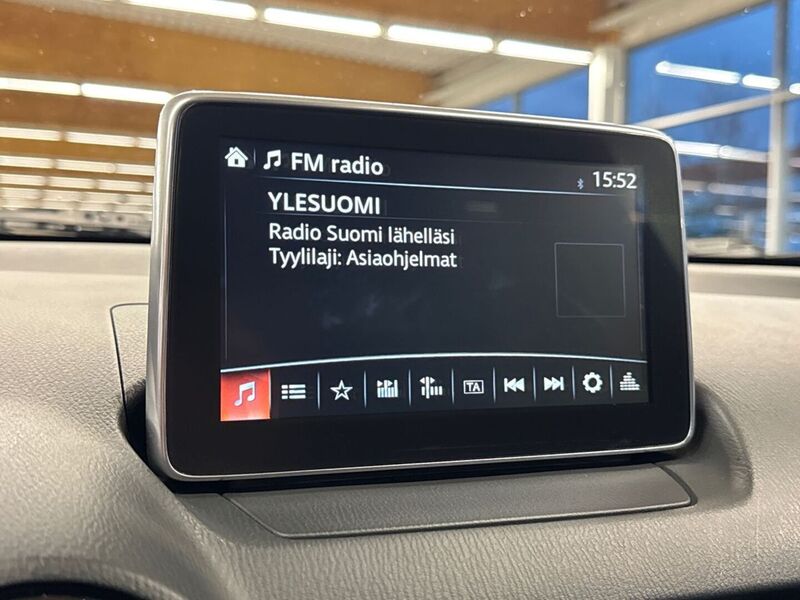 FM radio
15:52
YLESUOMI
Radio Suomi lähelläsi
Tyylilaji: Asiaohjelmat
TA